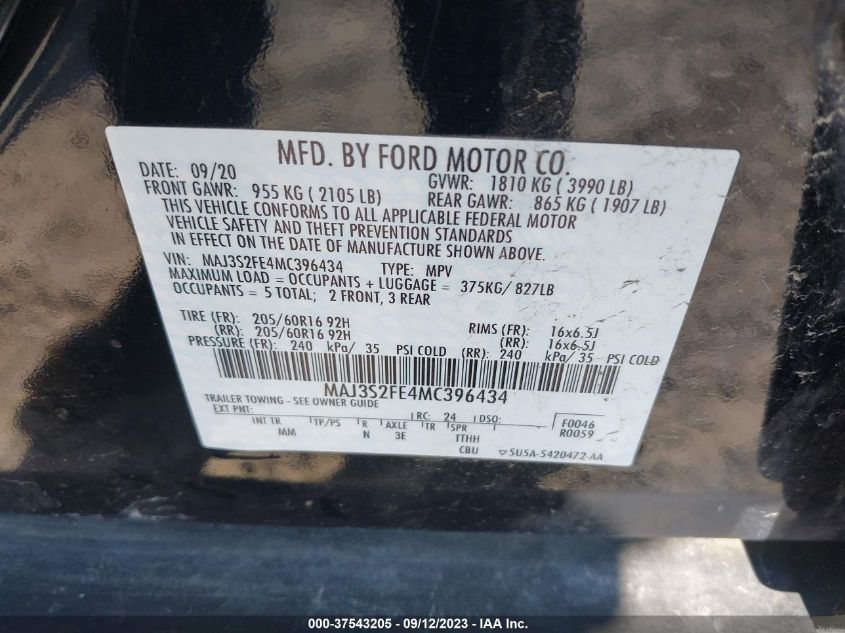 MFD. BY FORD MOTOR CO.
DATE: 09/20 GVWR: 1810 KG ( 3990 LB)
FRONT GAWR: 955 KG ( 2105 LB) REAR GAWR: 865 KG ( 1907 LB)
THIS VEHICLE CONFORMS TO ALL APPLICABLE FEDERAL MOTOR
VEHICLE SAFETY AND THEFT PREVENTION STANDARDS
IN EFFECT ON THE DATE OF MANUFACTURE SHOWN ABOVE.
VIN: MAJ3S2FE4MC396434 TYPE: MPV
MAXIMUM LOAD = OCCUPANTS + LUGGAGE = 375KG/ 827LB
OCCUPANTS = 5 TOTAL; 2 FRONT, 3 REAR
TIRE (FR): 205/60R16 92H RIMS (FR): 16x6.5J
(RR): 205/60R16 92H (RR): 16x6.5J
PRESSURE (FR): 240 kPa/ 35 PSI COLD (RR): 240 kPa/ 35 PSI COLD
MAJ3S2FE4MC396434
TRAILER TOWING - SEE OWNER GUIDE
EXT PNT: RC: 24 DSO: F0046
INT TR TP/PS R AXLE TR SPR R0059
MM N 3E TTHH
CBU 5U5A-5420472-AA
000-37543205 - 09/12/2023 - IAA Inc.